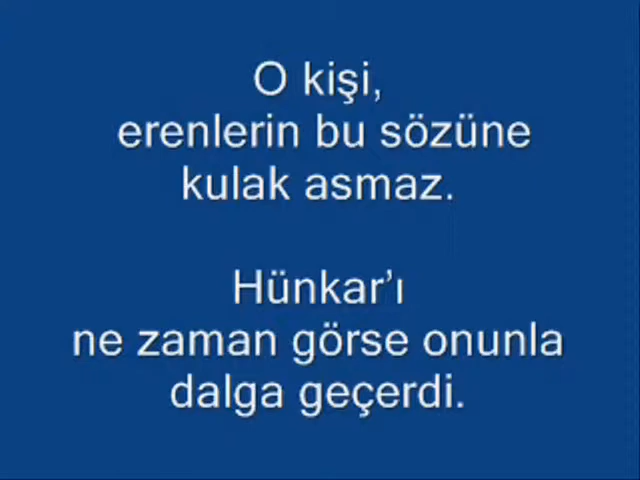 O kişi,
erenlerin bu sözüne
kulak asmaz.
Hünkar’ı
ne zaman görse onunla
dalga geçerdi.